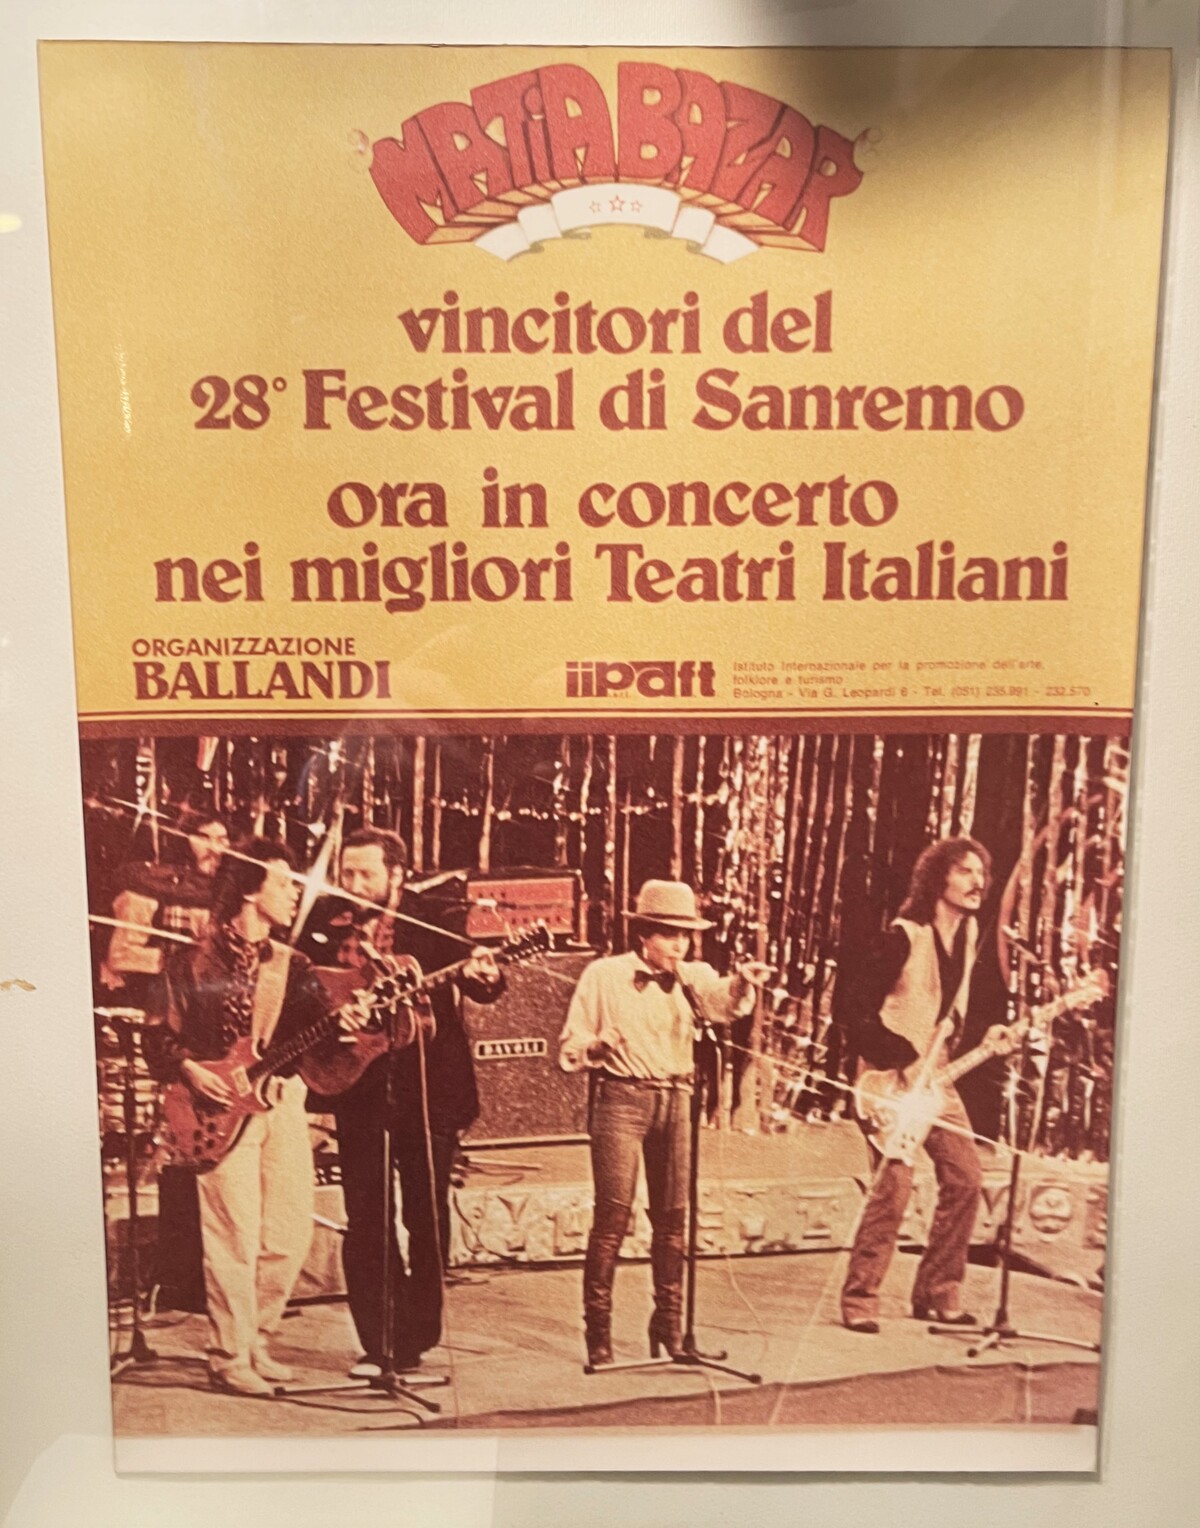 MATIA BAZAR
vincitori del
28° Festival di Sanremo
ora in concerto
nei migliori Teatri Italiani
ORGANIZZAZIONE
BALLANDI
iipaft
Istituto Internazionale per la promozione dell'arte,
folklore e turismo
Bologna - Via G. Leopardi 6 - Tel. (051) 235.991 - 232.570
DAVOLI